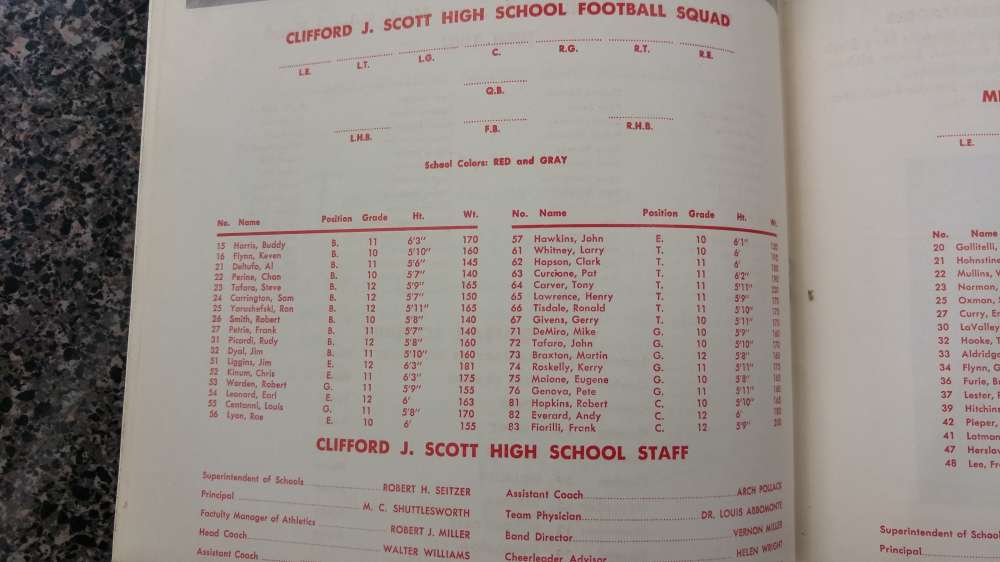 CLIFFORD J. SCOTT HIGH SCHOOL FOOTBALL SQUAD
L.E. L.T. L.G. C. R.G. R.T. R.E.
Q.B.
L.H.B. F.B. R.H.B.
School Colors: RED and GRAY
No. Name Position Grade Ht. Wt.
15 Harris, Buddy B. 11 6'3" 170
16 Flynn, Keven B. 10 5'10" 160
21 Deltufo, Al B. 11 5'6" 145
22 Perine, Chan B. 10 5'7" 140
23 Tafaro, Steve B. 12 5'9" 165
24 Carrington, Sam B. 12 5'7" 150
25 Yarochefski, Ron B. 12 5'11" 165
26 Smith, Robert B. 10 5'8" 140
27 Petrie, Frank B. 11 5'7" 140
31 Picardi, Rudy B. 12 5'8" 160
32 Dyal, Jim B. 11 5'10" 160
51 Liggins, Jim E. 12 6'3" 181
52 Kinum, Chris E. 11 6'3" 175
53 Warden, Robert G. 11 5'9" 155
54 Leonard, Earl E. 12 6' 163
55 Centanni, Louis G. 11 5'8" 170
56 Lyon, Rae E. 10 6' 155
No. Name Position Grade Ht. Wt.
57 Hawkins, John E. 10 6'1"
61 Whitney, Larry T. 10 6'
62 Hapson, Clark T. 11 6'
63 Curcione, Pat T. 11 6'2"
64 Carver, Tony T. 11 5'11"
65 Lawrence, Henry T. 11 5'9"
66 Tisdale, Ronald T. 11 5'10"
67 Givens, Gerry T. 10 5'11"
71 DeMiro, Mike G. 10 5'9"
72 Tafaro, John G. 10 5'10"
73 Braxton, Martin G. 12 5'8"
74 Roskelly, Kerry G. 11 5'11"
75 Maione, Eugene G. 10 5'8"
76 Genova, Pete G. 11 5'11"
81 Hopkins, Robert C. 10 5'10"
82 Everard, Andy C. 12 6'
83 Fiorilli, Frank C. 12 5'9"
CLIFFORD J. SCOTT HIGH SCHOOL STAFF
Superintendent of Schools ROBERT H. SEITZER
Principal M. C. SHUTTLESWORTH
Faculty Manager of Athletics ROBERT J. MILLER
Head Coach WALTER WILLIAMS
Assistant Coach
Assistant Coach ARCH POLLACK
Team Physician DR. LOUIS ABBOMONTE
Band Director VERNON MILLER
Cheerleader Advisor HELEN WRIGHT
L.E.
No. Name
20 Gallitelli,
21 Hohnstine
22 Mullins, W
23 Norman,
25 Oxman,
27 Curry, Er
30 LaValley
32 Hooke, T
33 Aldridge
34 Flynn, G
36 Furie, B
37 Lester,
39 Hitchins
42 Pieper,
41 Latman
47 Herslov
48 Leo, Fr
Superintendent of School
Principal